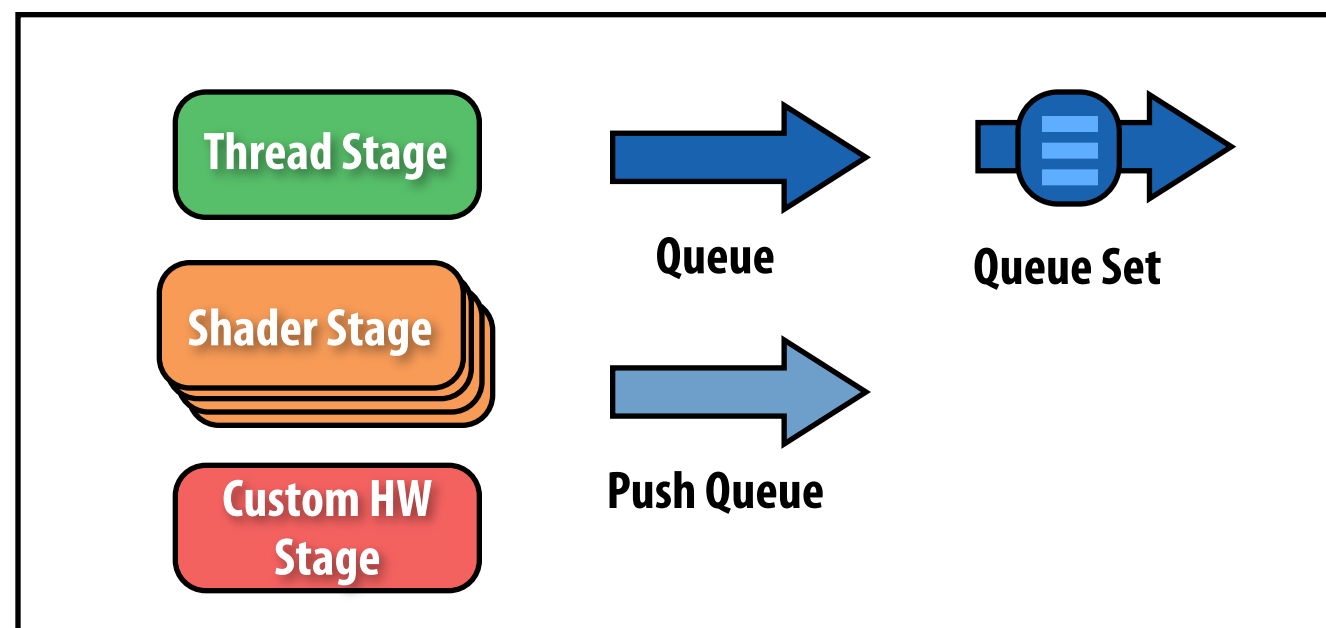 Thread Stage
Shader Stage
Custom HW
Stage
Queue
Push Queue
Queue Set